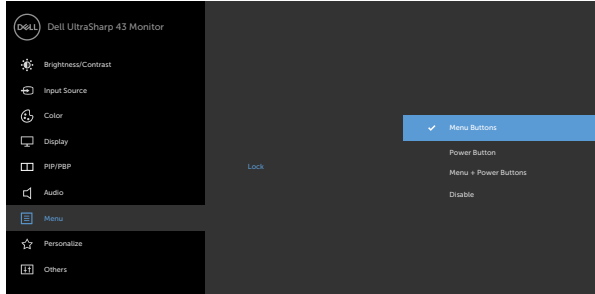 DELL Dell UltraSharp 43 Monitor
Brightness/Contrast
Input Source
Color
Display
PIP/PBP
Audio
Menu
Personalize
Others
Lock
Menu Buttons
Power Button
Menu + Power Buttons
Disable